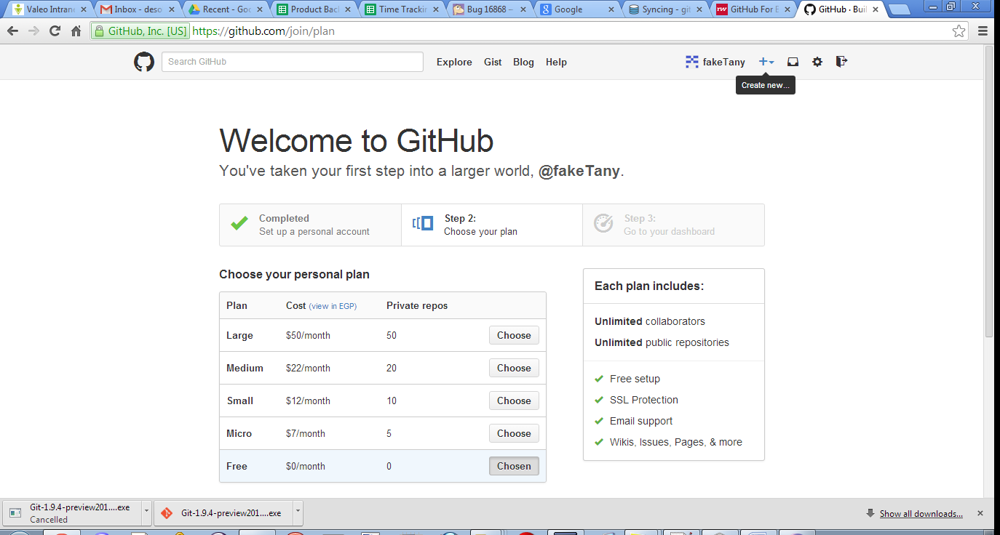 Valeo Intrane Inbox - deso Recent - Goo Product Back Time Trackin Bug 16868 – Google Syncing - git GitHub For B GitHub · Buil
GitHub, Inc. [US] https://github.com/join/plan
Search GitHub Explore Gist Blog Help fakeTany
Create new...
Welcome to GitHub
You've taken your first step into a larger world, @fakeTany.
Completed
Set up a personal account
Step 2:
Choose your plan
Step 3:
Go to your dashboard
Choose your personal plan
Plan Cost (view in EGP) Private repos
Large $50/month 50 Choose
Medium $22/month 20 Choose
Small $12/month 10 Choose
Micro $7/month 5 Choose
Free $0/month 0 Chosen
Each plan includes:
Unlimited collaborators
Unlimited public repositories
Free setup
SSL Protection
Email support
Wikis, Issues, Pages, & more
Git-1.9.4-preview201....exe
Cancelled
Git-1.9.4-preview201....exe
Show all downloads...